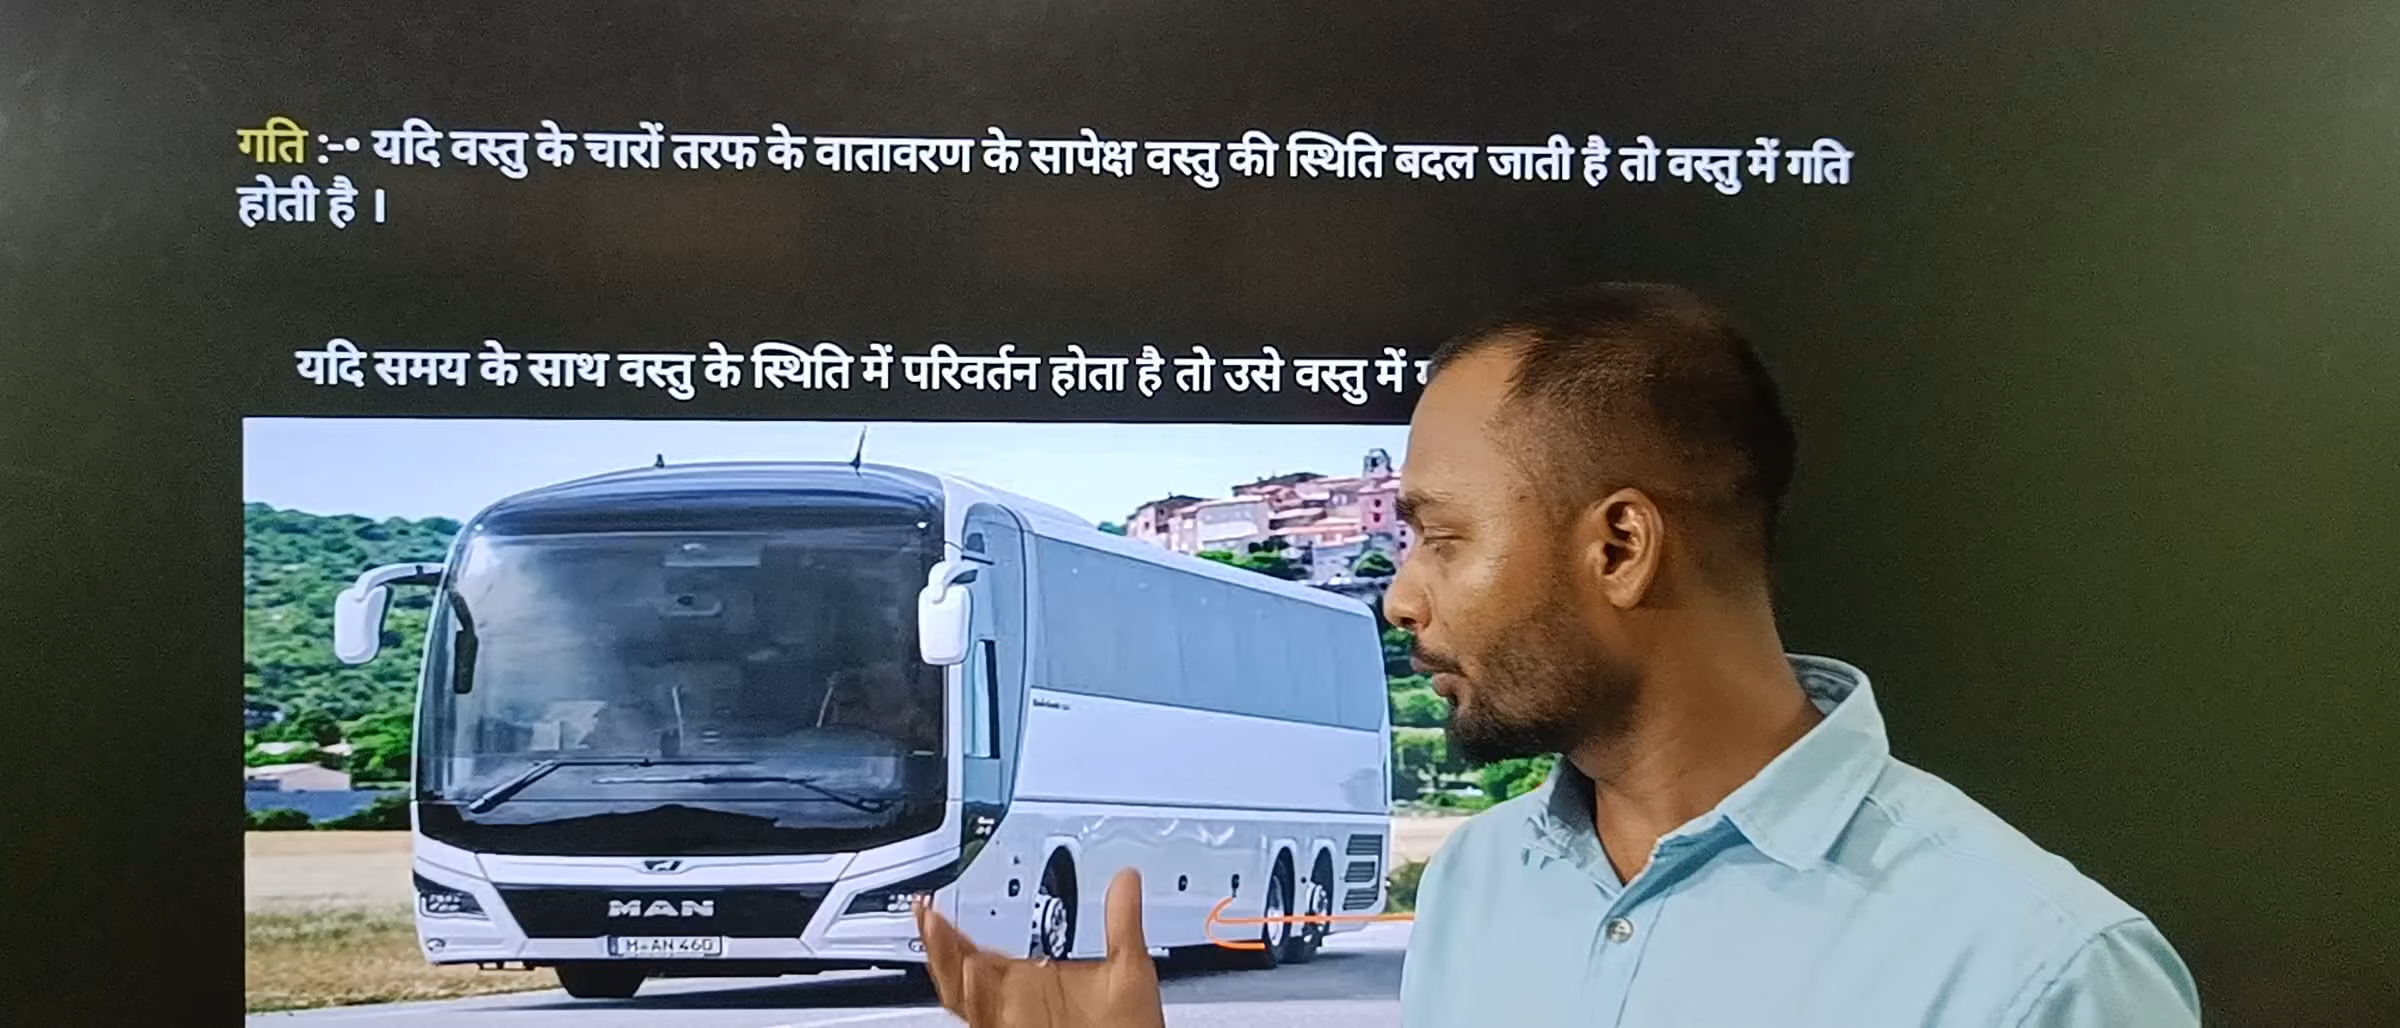 गति :-• यदि वस्तु के चारों तरफ के वातावरण के सापेक्ष वस्तु की स्थिति बदल जाती है तो वस्तु में गति
होती है ।
यदि समय के साथ वस्तु के स्थिति में परिवर्तन होता है तो उसे वस्तु में
MAN
M-AN 460